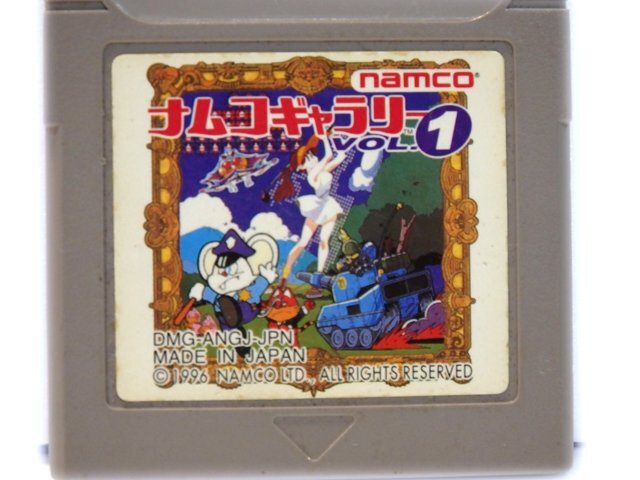 namco
ナムコギャラリー
VOL.1
DMG-ANGJ-JPN
MADE IN JAPAN
© 1996 NAMCO LTD., ALL RIGHTS RESERVED